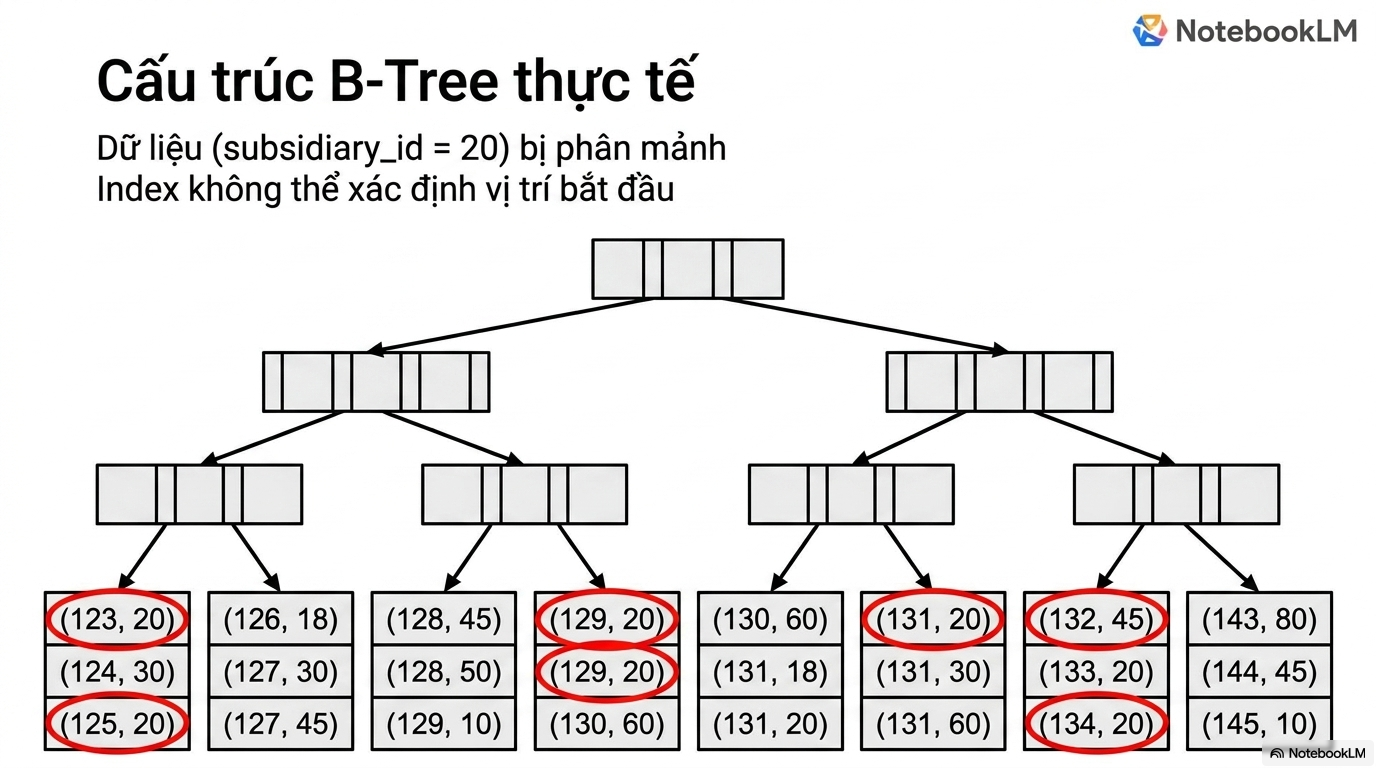 NotebookLM
Cấu trúc B-Tree thực tế
Dữ liệu (subsidiary_id = 20) bị phân mảnh
Index không thể xác định vị trí bắt đầu
(123, 20) (126, 18) (128, 45) (129, 20) (130, 60) (131, 20) (132, 45) (143, 80)
(124, 30) (127, 30) (128, 50) (129, 20) (131, 18) (131, 30) (133, 20) (144, 45)
(125, 20) (127, 45) (129, 10) (130, 60) (131, 20) (131, 60) (134, 20) (145, 10)
NotebookLM